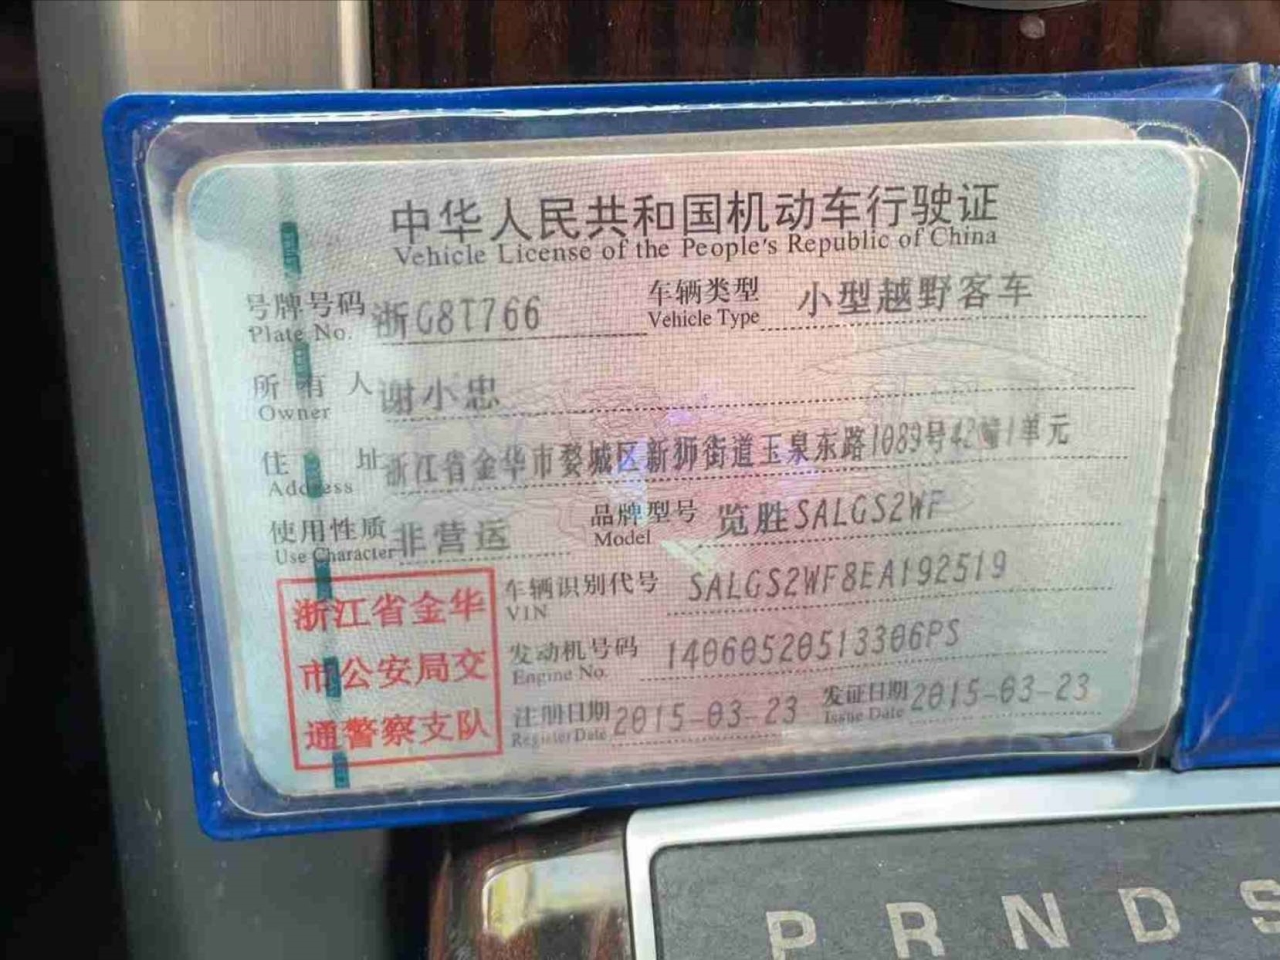 中华人民共和国机动车行驶证
Vehicle License of the People's Republic of China
号牌号码 浙G8T766 车辆类型 小型越野客车
Plate No. Vehicle Type
所有人 谢小忠
Owner
住址 浙江省金华市婺城区新狮街道玉泉东路1089号42幢1单元
Address
使用性质 非营运 品牌型号 览胜SALGS2WF
Use Character Model
车辆识别代号 SALGS2WF8EA192519
VIN
发动机号码 14060520513306PS
Engine No.
注册日期 2015-03-23 发证日期 2015-03-23
Register Date Issue Date
浙江省金华
市公安局交
通警察支队
P R N D S